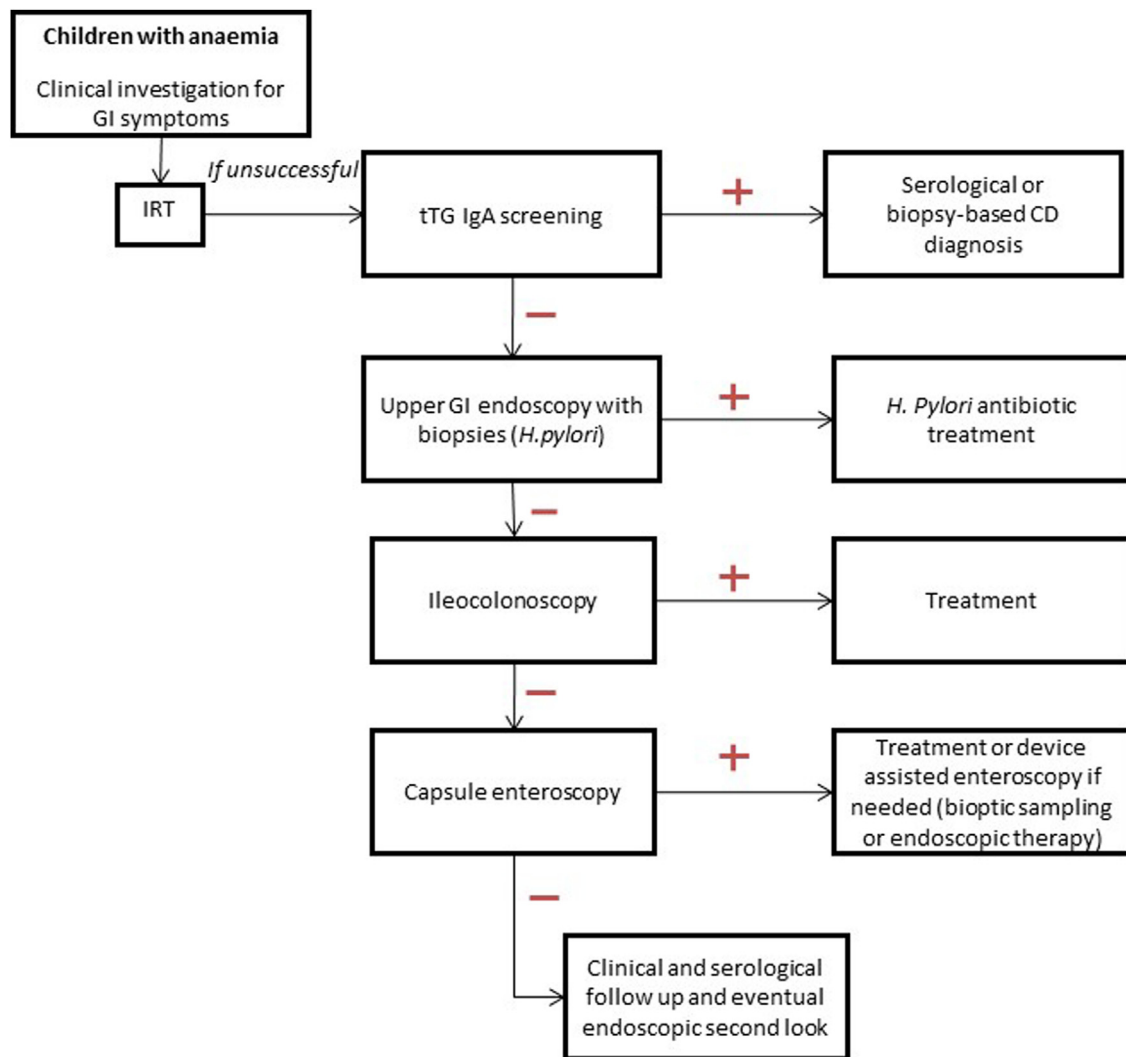 Children with anaemia
Clinical investigation for
GI symptoms
If unsuccessful
IRT
tTG IgA screening
+
Serological or
biopsy-based CD
diagnosis
−
Upper GI endoscopy with
biopsies (H.pylori)
+
H. Pylori antibiotic
treatment
−
Ileocolonoscopy
+
Treatment
−
Capsule enteroscopy
+
Treatment or device
assisted enteroscopy if
needed (bioptic sampling
or endoscopic therapy)
−
Clinical and serological
follow up and eventual
endoscopic second look